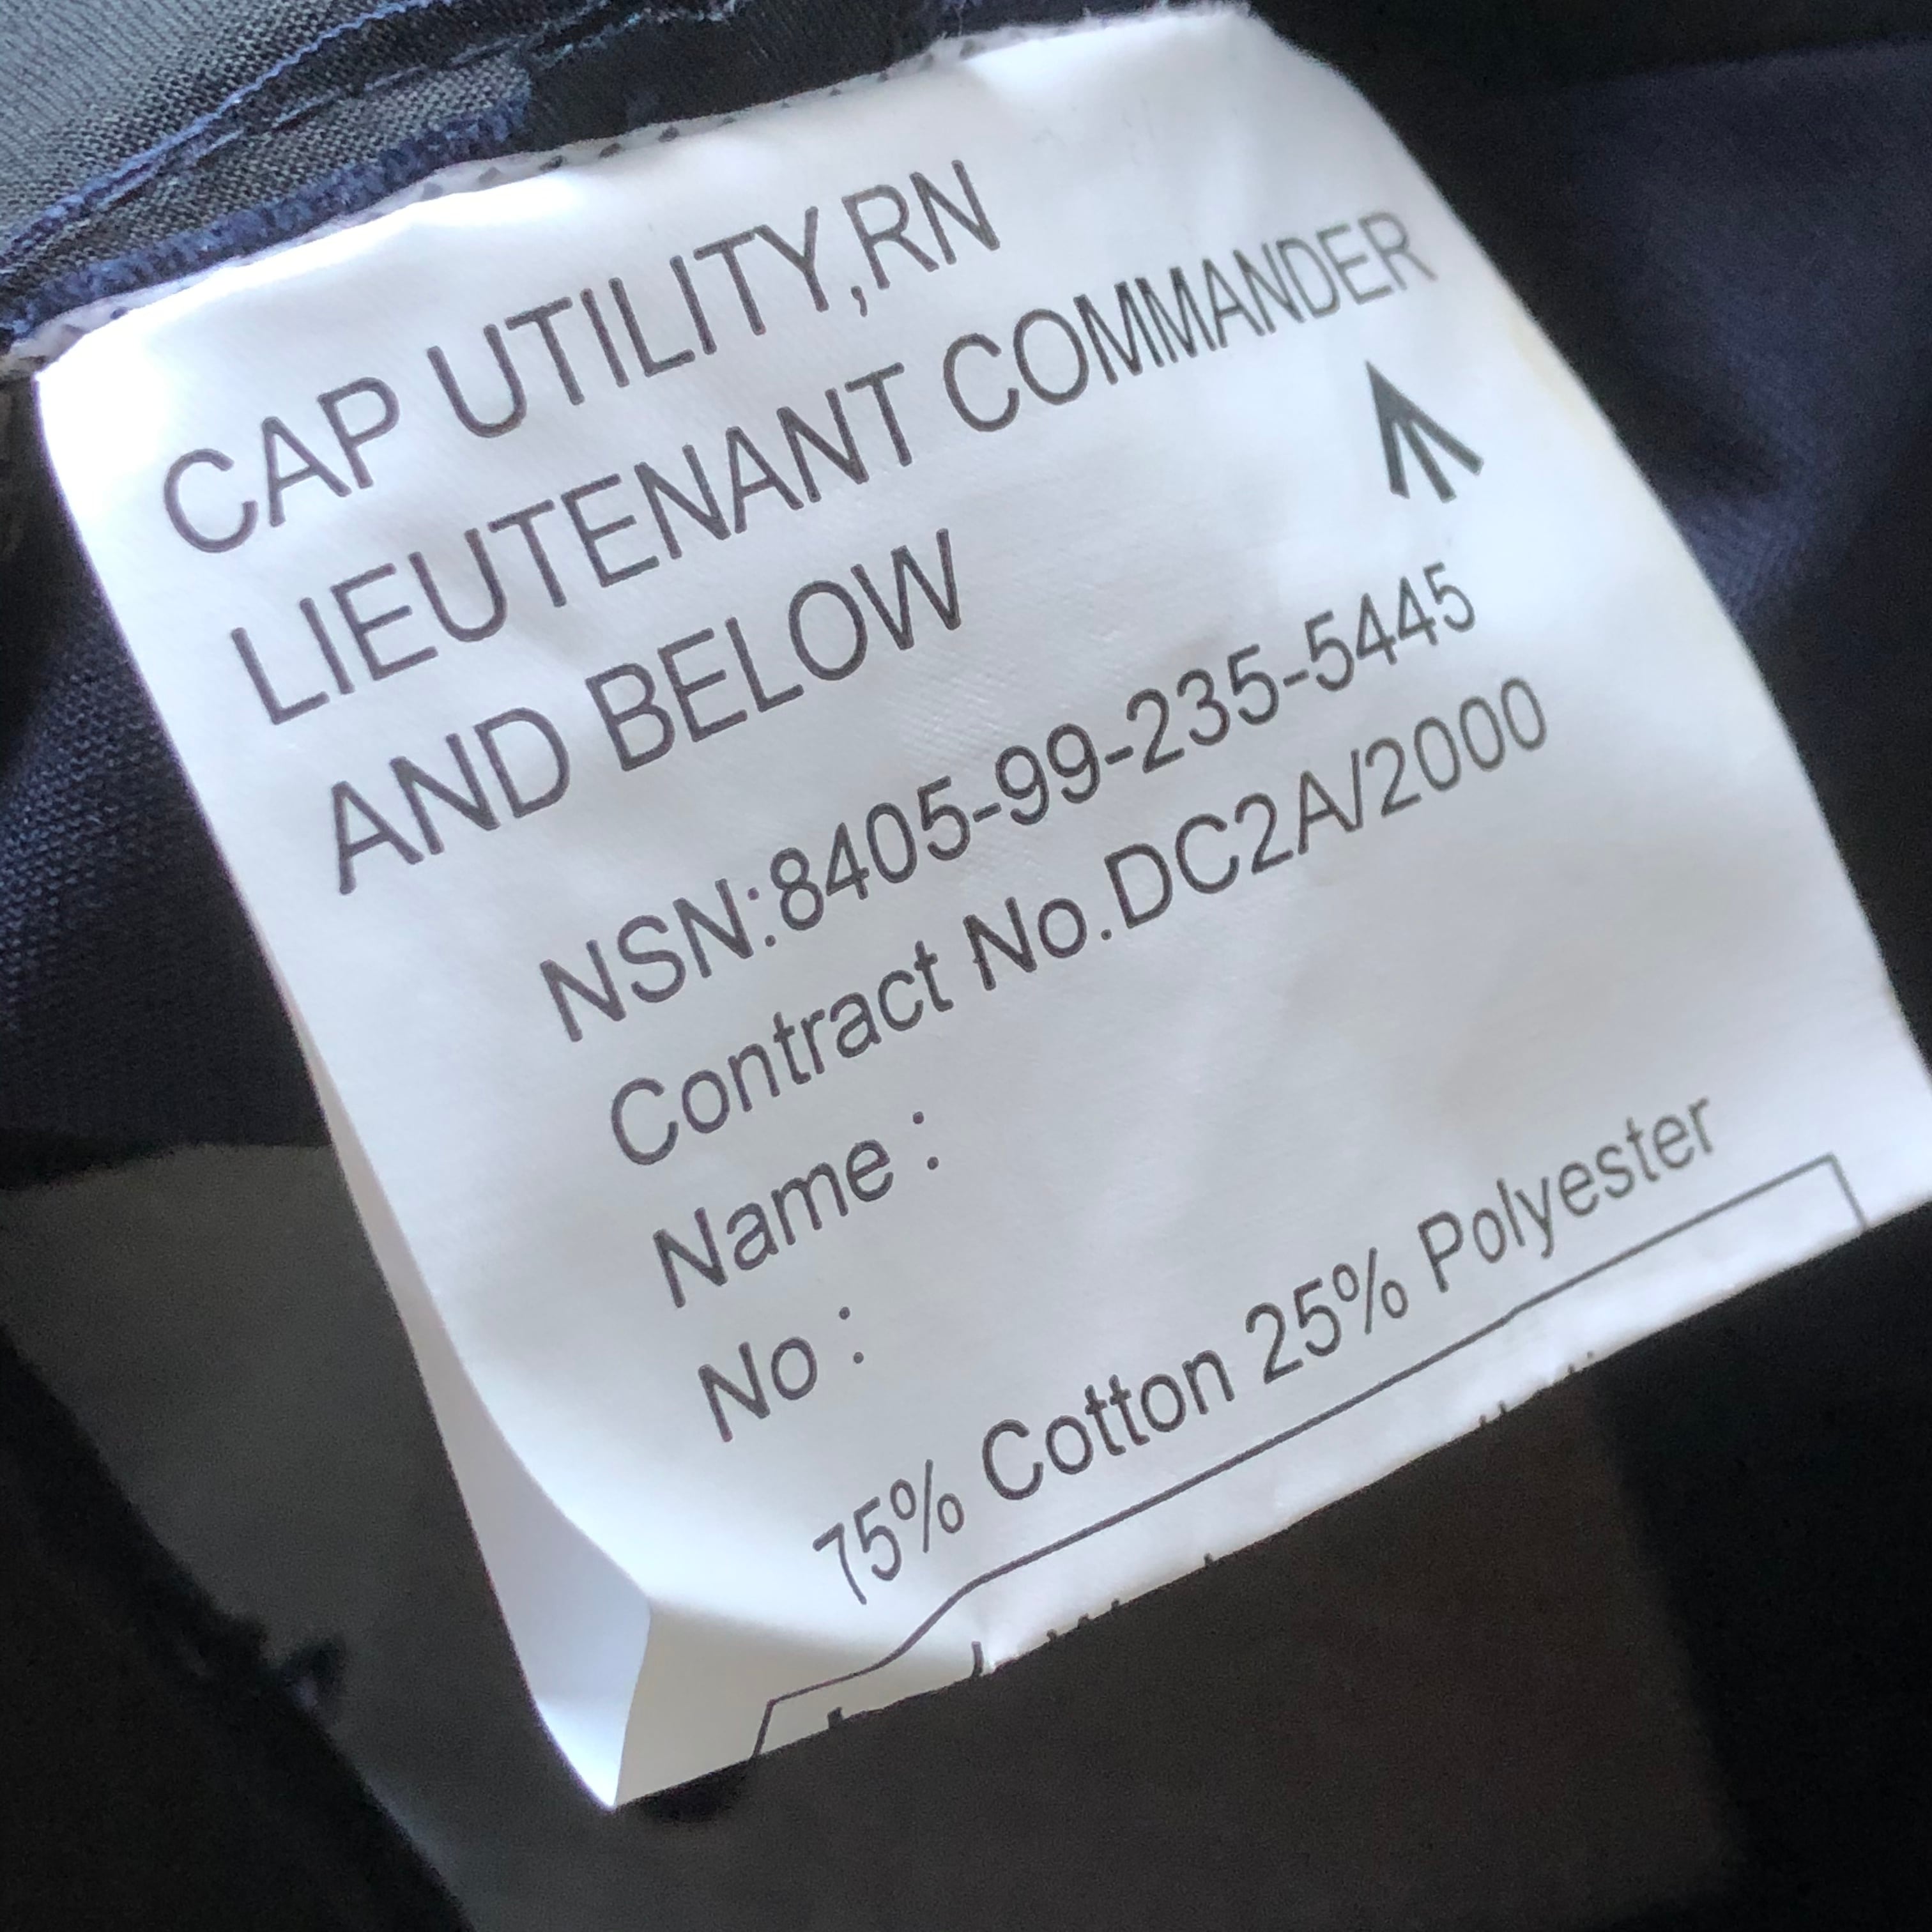 CAP UTILITY,RN
LIEUTENANT COMMANDER
AND BELOW
NSN:8405-99-235-5445
Contract No.DC2A/2000
Name :
No :
75% Cotton 25% Polyester